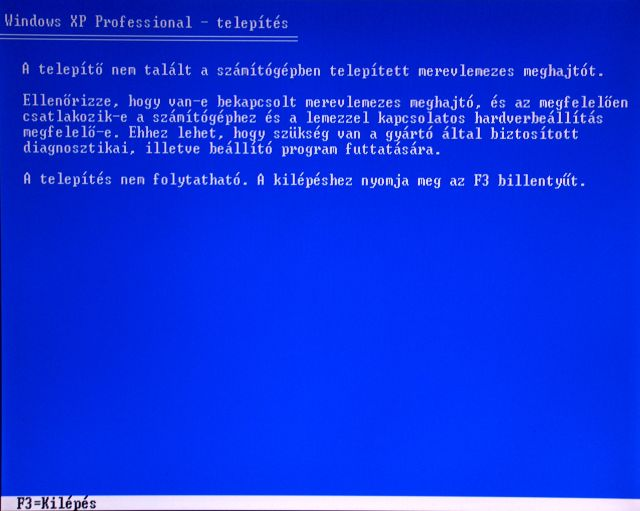 Windows XP Professional - telepítés
A telepítő nem talált a számítógépben telepített merevlemezes meghajtót.
Ellenőrizze, hogy van-e bekapcsolt merevlemezes meghajtó, és az megfelelően
csatlakozik-e a számítógéphez és a lemezzel kapcsolatos hardverbeállítás
megfelelő-e. Ehhez lehet, hogy szükség van a gyártó által biztosított
diagnosztikai, illetve beállító program futtatására.
A telepítés nem folytatható. A kilépéshez nyomja meg az F3 billentyűt.
F3=Kilépés